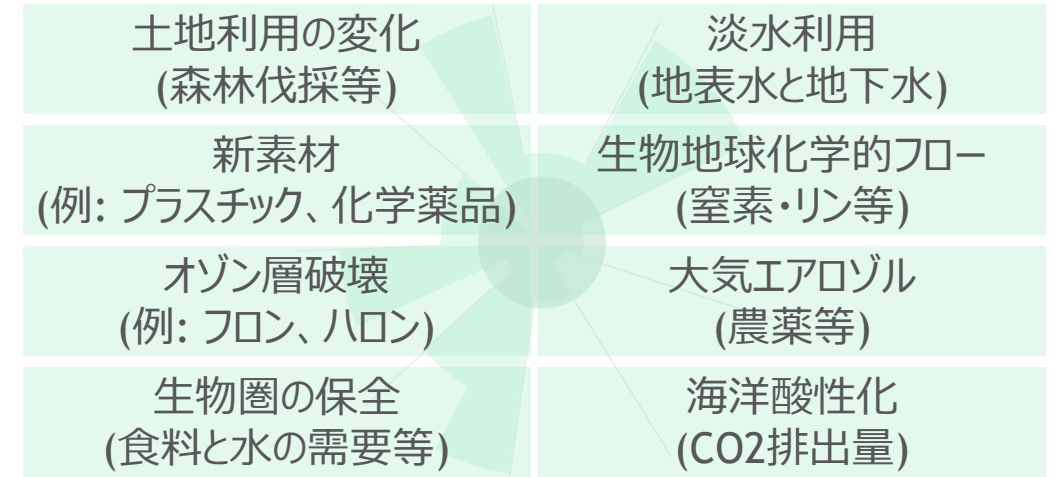 土地利用の変化
(森林伐採等)
淡水利用
(地表水と地下水)
新素材
(例: プラスチック、化学薬品)
生物地球化学的フロー
(窒素・リン等)
オゾン層破壊
(例: フロン、ハロン)
大気エアロゾル
(農薬等)
生物圏の保全
(食料と水の需要等)
海洋酸性化
(CO2排出量)